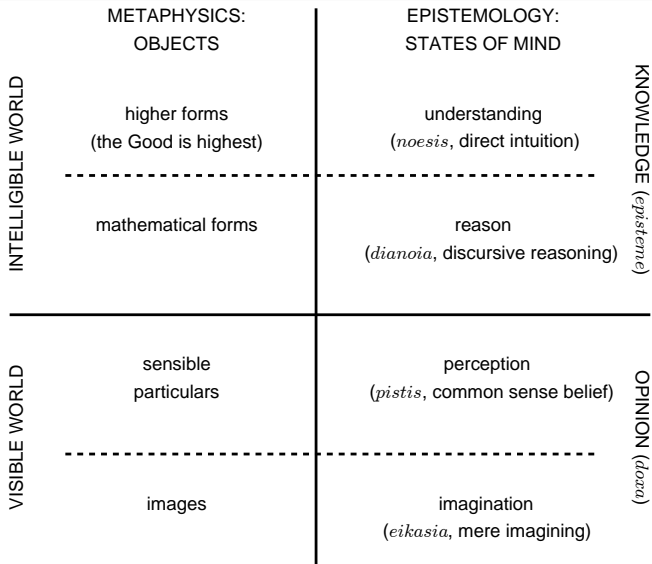 METAPHYSICS:
OBJECTS
EPISTEMOLOGY:
STATES OF MIND
INTELLIGIBLE WORLD
higher forms
(the Good is highest)
understanding
(noesis, direct intuition)
KNOWLEDGE (episteme)
mathematical forms
reason
(dianoia, discursive reasoning)
VISIBLE WORLD
sensible
particulars
perception
(pistis, common sense belief)
OPINION (doxa)
images
imagination
(eikasia, mere imagining)